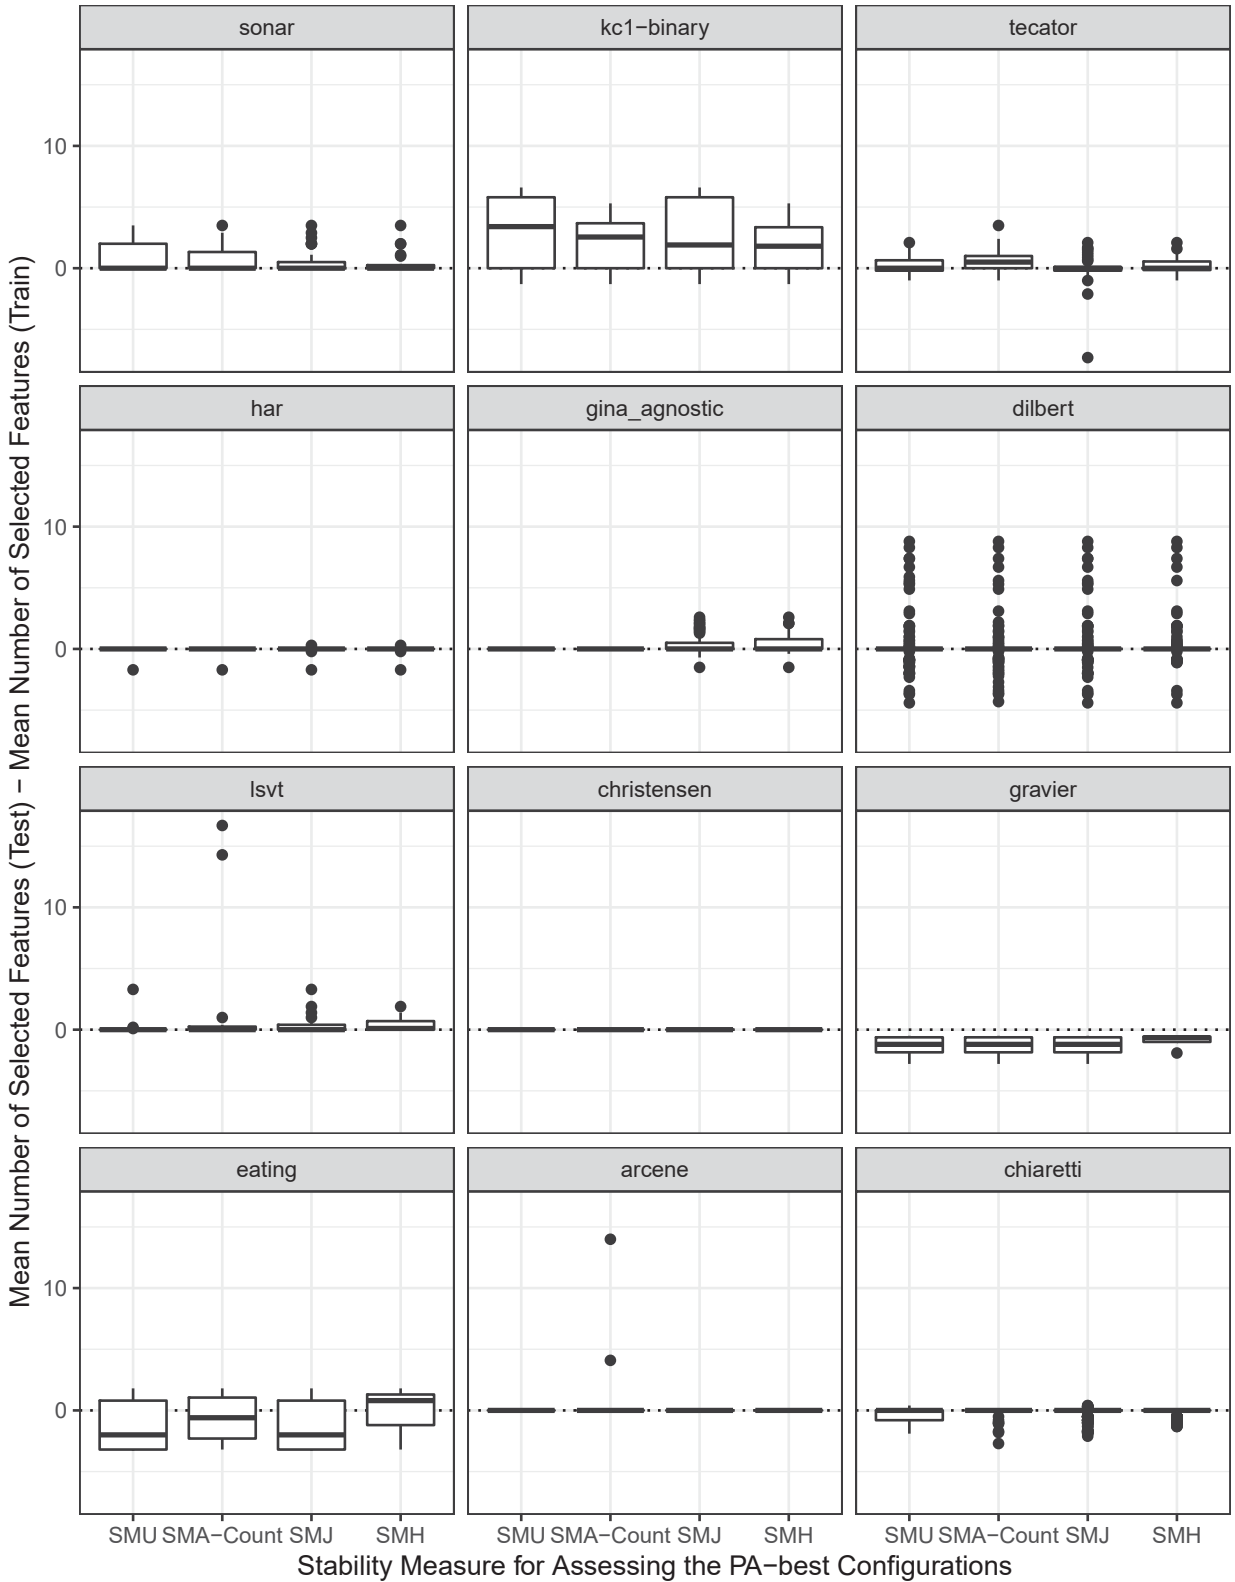 sonar
kc1−binary
tecator
10
0
har
gina_agnostic
dilbert
10
0
lsvt
christensen
gravier
10
0
eating
arcene
chiaretti
10
0
SMU SMA−Count SMJ SMH
SMU SMA−Count SMJ SMH
SMU SMA−Count SMJ SMH
Stability Measure for Assessing the PA−best Configurations
Mean Number of Selected Features (Test) − Mean Number of Selected Features (Train)